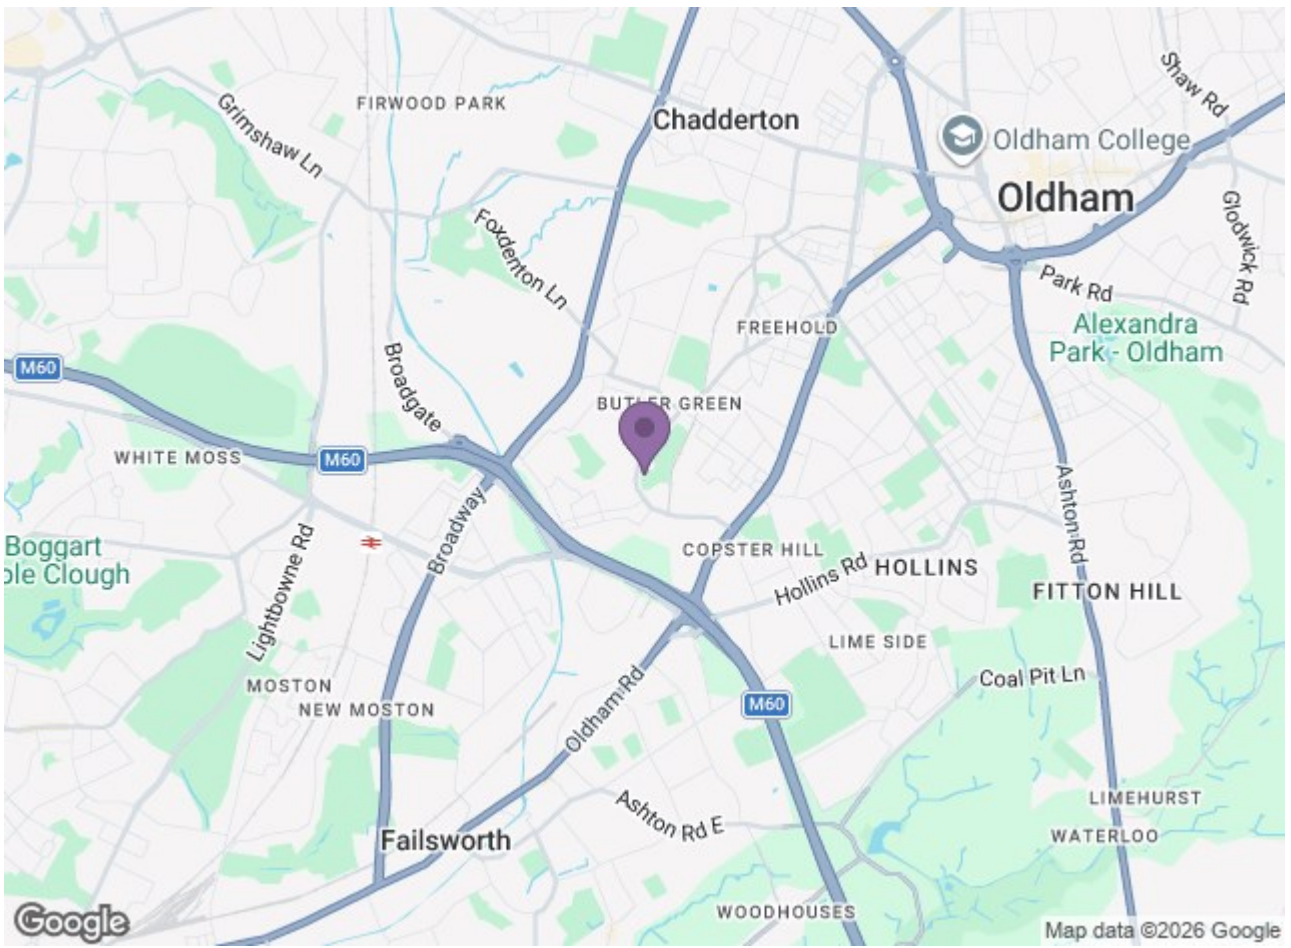 Shaw Rd
Grimshaw Ln
FIRWOOD PARK
Chadderton
Oldham College
Oldham
Glodwick Rd
Foxdenton Ln
Park Rd
FREEHOLD
Alexandra
Park - Oldham
M60
Broadgate
BUTLER GREEN
WHITE MOSS
M60
Broadway
Ashton Rd
Boggart
ole Clough
Lightbowne Rd
COPSTER HILL
Hollins Rd
HOLLINS
FITTON HILL
LIME SIDE
Coal Pit Ln
MOSTON
NEW MOSTON
Oldham Rd
M60
LIMEHURST
Ashton Rd E
WATERLOO
Failsworth
WOODHOUSES
Google
Map data ©2026 Google